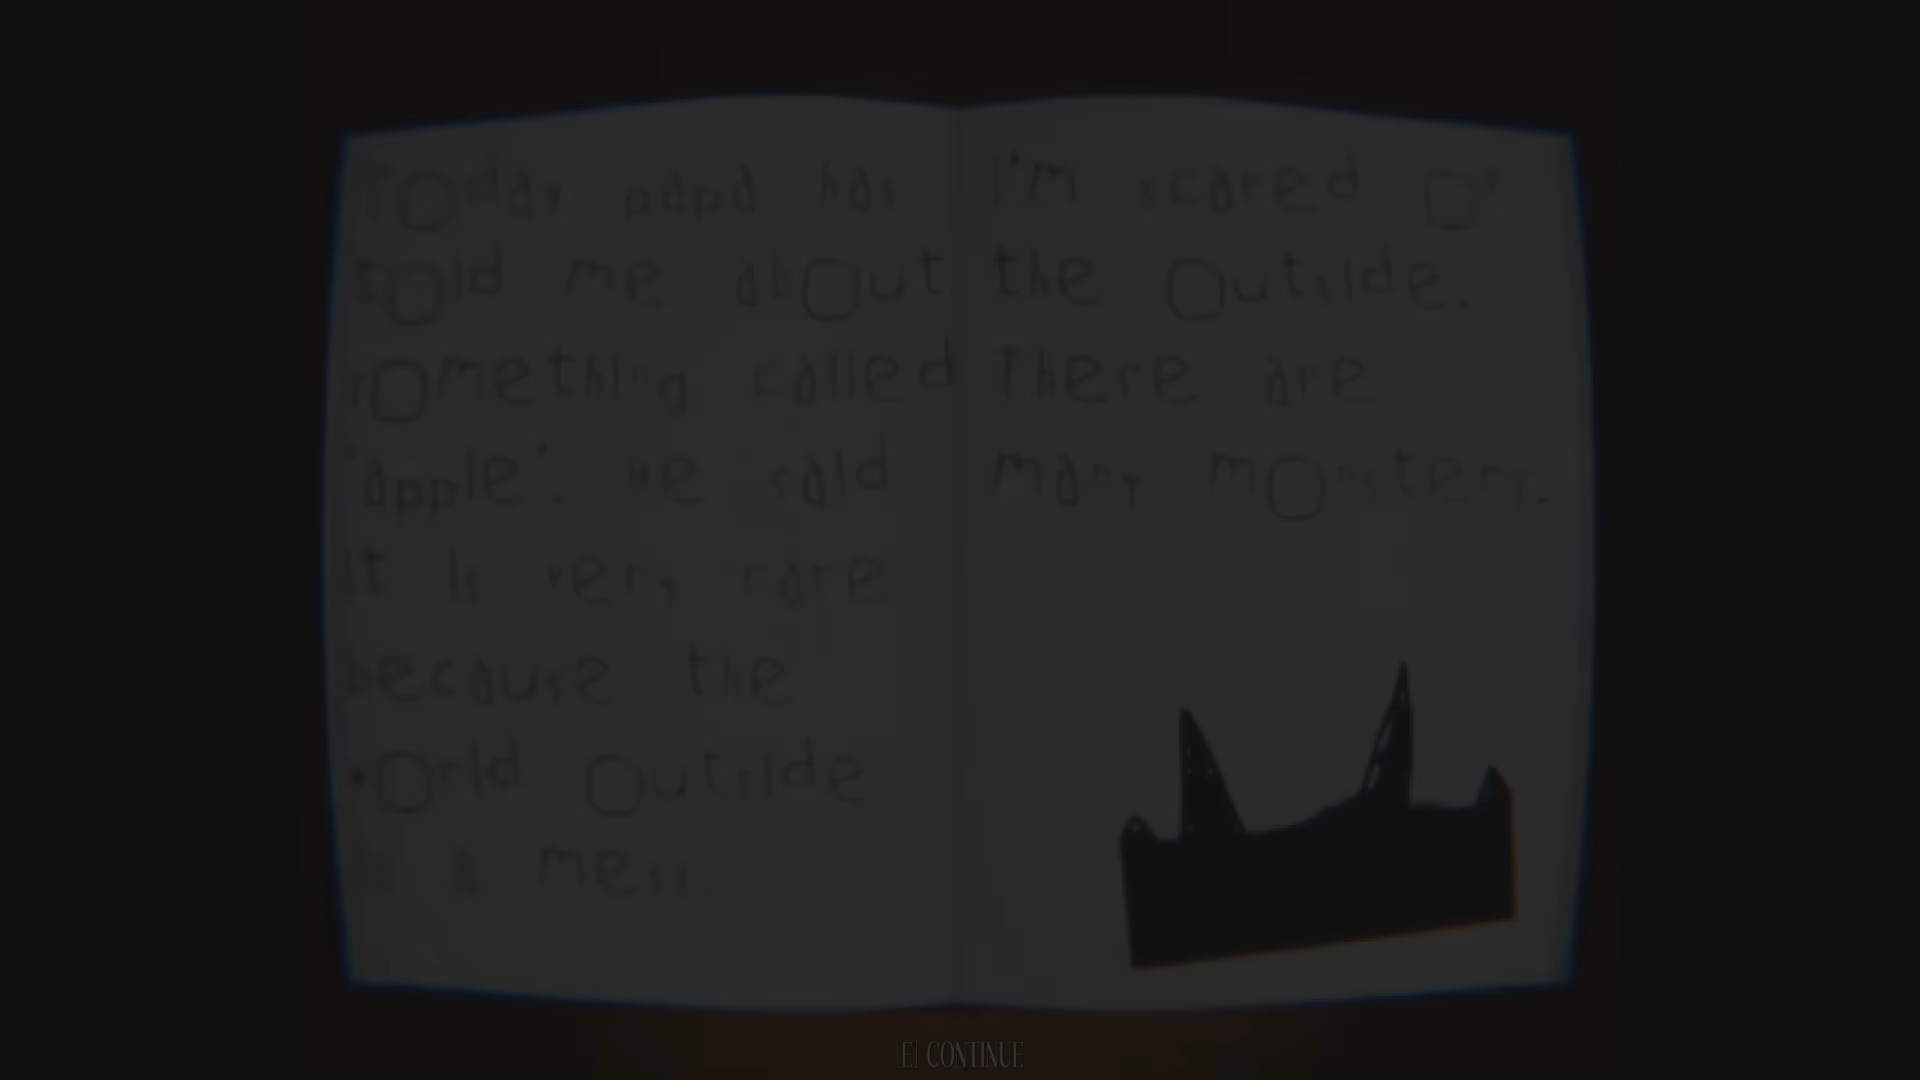 Today papa has
told me about
something called
'apple'. He said
it is very rare
because the
world outside
is a mess.
I'm scared of
the outside.
There are
many monsters.
[E] CONTINUE